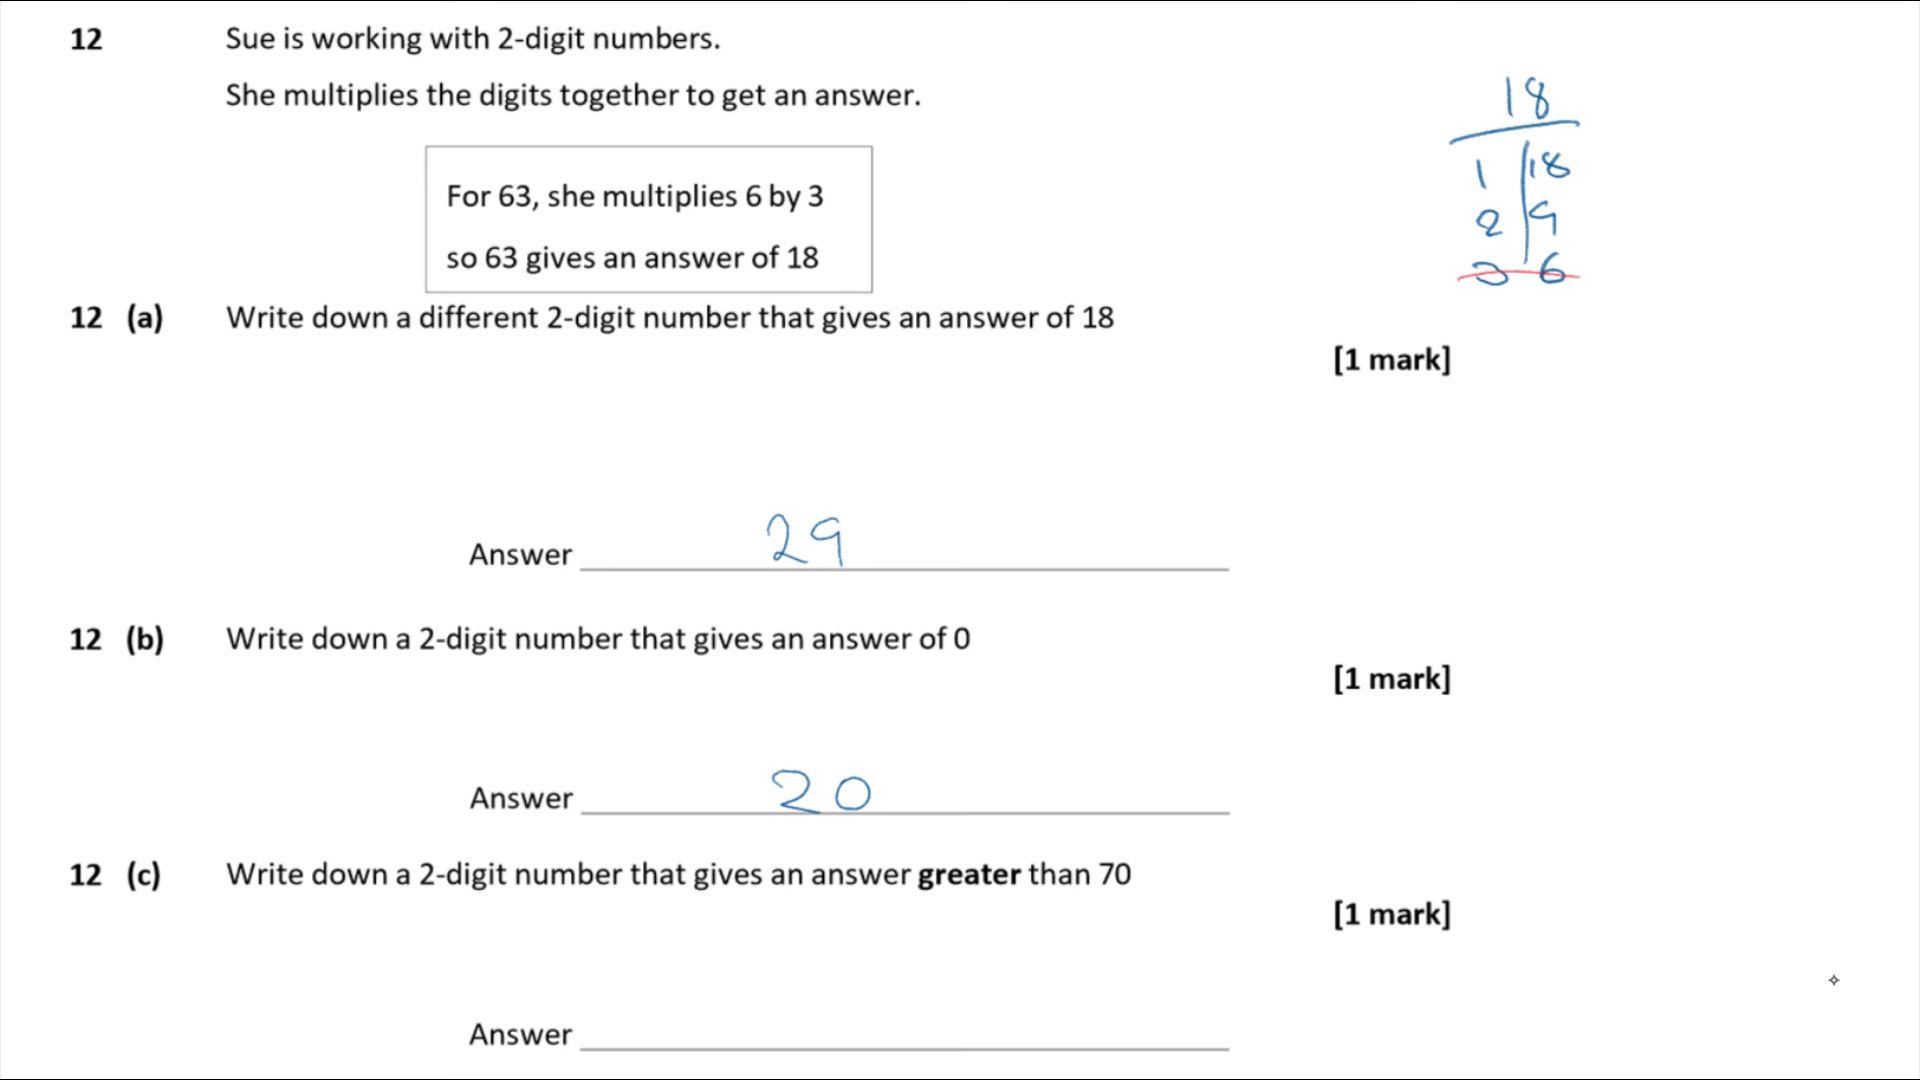 12 Sue is working with 2-digit numbers.
She multiplies the digits together to get an answer.
18
1 18
2 9
3 6
For 63, she multiplies 6 by 3
so 63 gives an answer of 18
12 (a) Write down a different 2-digit number that gives an answer of 18
[1 mark]
Answer 29
12 (b) Write down a 2-digit number that gives an answer of 0
[1 mark]
Answer 20
12 (c) Write down a 2-digit number that gives an answer greater than 70
[1 mark]
Answer